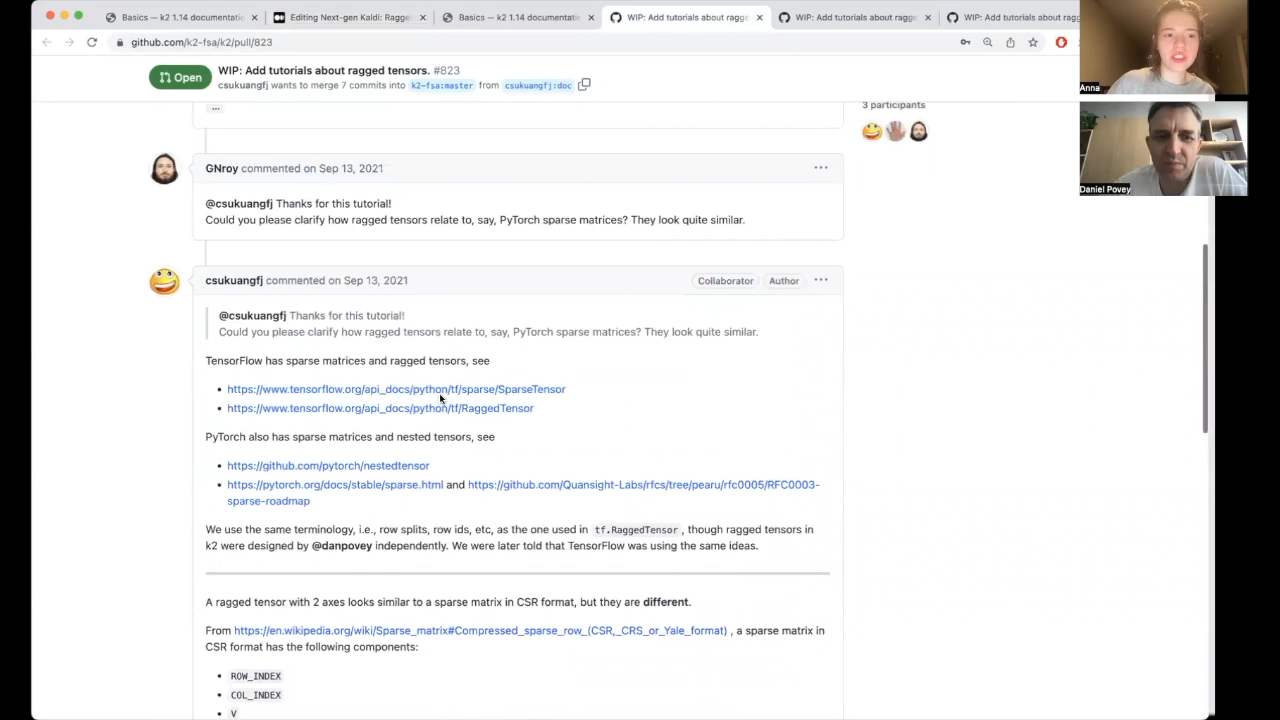 Basics — k2 1.14 documentati
Editing Next-gen Kaldi: Ragge
Basics — k2 1.14 documentati
WIP: Add tutorials about ragge
WIP: Add tutorials about ragge
WIP: Add tutorials about ragg
github.com/k2-fsa/k2/pull/823
Open
WIP: Add tutorials about ragged tensors. #823
csukuangfj wants to merge 7 commits into k2-fsa:master from csukuangfj:doc
3 participants
GNroy commented on Sep 13, 2021
@csukuangfj Thanks for this tutorial!
Could you please clarify how ragged tensors relate to, say, PyTorch sparse matrices? They look quite similar.
csukuangfj commented on Sep 13, 2021
Collaborator
Author
@csukuangfj Thanks for this tutorial!
Could you please clarify how ragged tensors relate to, say, PyTorch sparse matrices? They look quite similar.
TensorFlow has sparse matrices and ragged tensors, see
https://www.tensorflow.org/api_docs/python/tf/sparse/SparseTensor
https://www.tensorflow.org/api_docs/python/tf/RaggedTensor
PyTorch also has sparse matrices and nested tensors, see
https://github.com/pytorch/nestedtensor
https://pytorch.org/docs/stable/sparse.html and https://github.com/Quansight-Labs/rfcs/tree/pearu/rfc0005/RFC0003-
sparse-roadmap
We use the same terminology, i.e., row splits, row ids, etc, as the one used in tf.RaggedTensor, though ragged tensors in
k2 were designed by @danpovey independently. We were later told that TensorFlow was using the same ideas.
A ragged tensor with 2 axes looks similar to a sparse matrix in CSR format, but they are different.
From https://en.wikipedia.org/wiki/Sparse_matrix#Compressed_sparse_row_(CSR,_CRS_or_Yale_format) , a sparse matrix in
CSR format has the following components:
ROW_INDEX
COL_INDEX
V
Anna
Daniel Povey